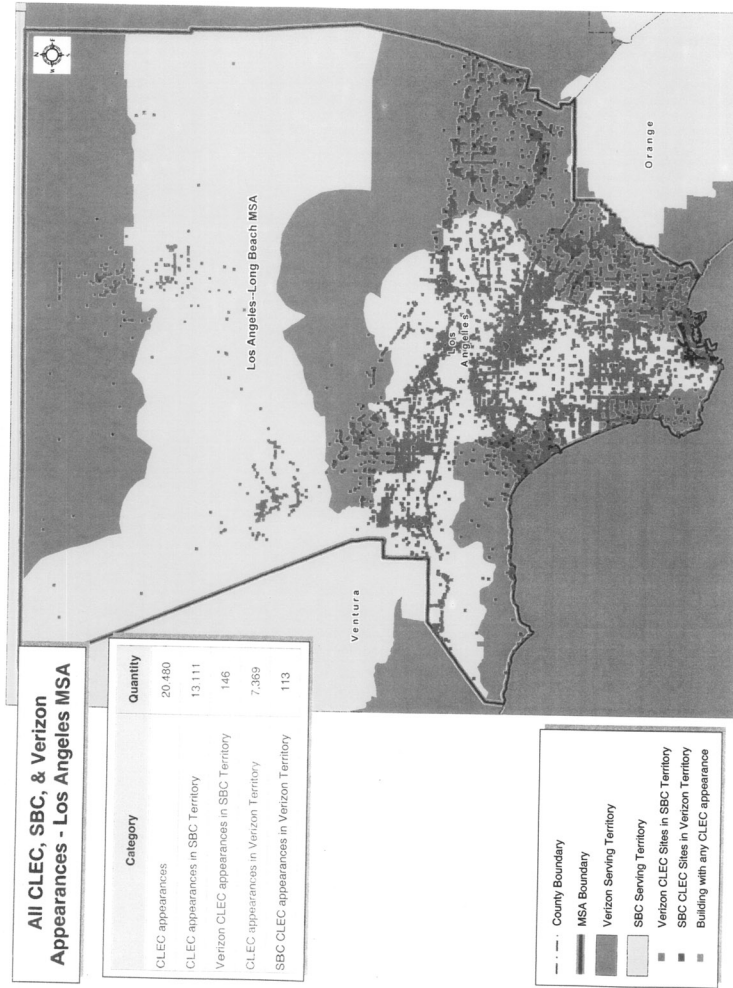 All CLEC, SBC, & Verizon
Appearances - Los Angeles MSA
Category Quantity
CLEC appearances 20,480
CLEC appearances in SBC Territory 13,111
Verizon CLEC appearances in SBC Territory 146
CLEC appearances in Verizon Territory 7,369
SBC CLEC appearances in Verizon Territory 113
County Boundary
MSA Boundary
Verizon Serving Territory
SBC Serving Territory
Verizon CLEC Sites in SBC Territory
SBC CLEC Sites in Verizon Territory
Building with any CLEC appearance
N
W
E
S
Los Angeles--Long Beach MSA
Ventura
Los
Angeles
Orange